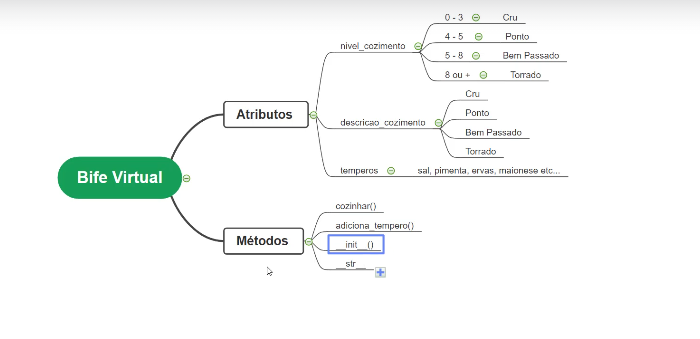 Bife Virtual
Atributos
nivel_cozimento
0 - 3 Cru
4 - 5 Ponto
5 - 8 Bem Passado
8 ou + Torrado
descricao_cozimento
Cru
Ponto
Bem Passado
Torrado
temperos sal, pimenta, ervas, maionese etc...
Métodos
cozinhar()
adiciona_tempero()
__init__()
__str__